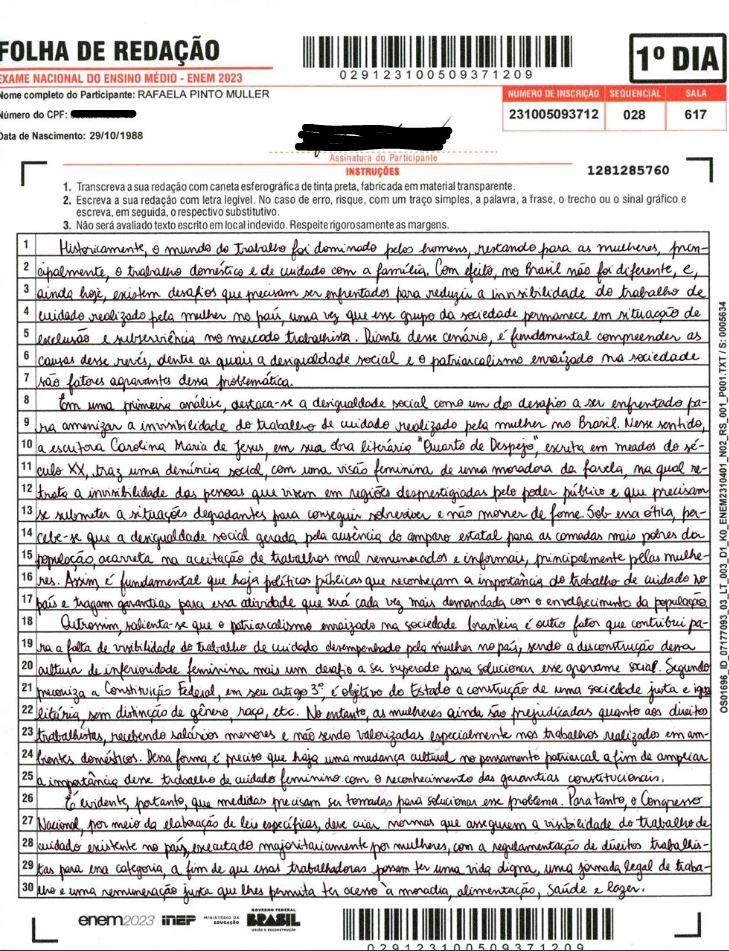 FOLHA DE REDAÇÃO
EXAME NACIONAL DO ENSINO MÉDIO - ENEM 2023
Nome completo do Participante: RAFAELA PINTO MULLER
Número do CPF:
Data de Nascimento: 29/10/1988
029123100509371209
1º DIA
NUMERO DE INSCRIÇÃO SEQUENCIAL SALA
231005093712 028 617
Assinatura do Participante
INSTRUÇÕES
1281285760
1. Transcreva a sua redação com caneta esferográfica de tinta preta, fabricada em material transparente.
2. Escreva a sua redação com letra legível. No caso de erro, risque, com um traço simples, a palavra, a frase, o trecho ou o sinal gráfico e
escreva, em seguida, o respectivo substitutivo.
3. Não será avaliado texto escrito em local indevido. Respeite rigorosamente as margens.
1 Historicamente, o mundo do trabalho foi dominado pelos homens, restando para as mulheres, prin-
2 cipalmente, o trabalho doméstico e de cuidado com a família. Com efeito, no Brasil não foi diferente, e,
3 ainda hoje, existem desafios que precisam ser enfrentados para reduzir a invisibilidade do trabalho de
4 cuidado realizado pela mulher no país, uma vez que esse grupo da sociedade permanece em situação de
5 exclusão e subserviência no mercado trabalhista. Diante desse cenário, é fundamental compreender as
6 causas desse revés, dentre as quais a desigualdade social e o patriarcalismo enraizado na sociedade
7 são fatores agravantes dessa problemática.
8 Em uma primeira análise, destaca-se a desigualdade social como um dos desafios a ser enfrentado pa-
9 ra amenizar a invisibilidade do trabalho de cuidado realizado pela mulher no Brasil. Nesse sentido,
10 a escritora Carolina Maria de Jesus, em sua obra literária "Quarto de Despejo", escrita em meados do sé-
11 culo XX, traz uma denúncia social, com uma visão feminina de uma moradora da favela, na qual re-
12 trata a invisibilidade das pessoas que vivem em regiões desprestigiadas pelo poder público e que precisam
13 se submeter a situações degradantes para conseguir sobreviver e não morrer de fome. Sob essa ótica, per-
14 cebe-se que a desigualdade social gerada pela ausência do amparo estatal para as camadas mais pobres da
15 população, acarreta na aceitação de trabalhos mal remunerados e informais, principalmente pelas mulhe-
16 res. Assim é fundamental que haja políticas públicas que reconheçam a importância do trabalho de cuidado no
17 país e tragam garantias para essa atividade que será cada vez mais demandada com o envelhecimento da população.
18 Outrossim, salienta-se que o patriarcalismo enraizado na sociedade brasileira é outro fator que contribui pa-
19 ra a falta de visibilidade do trabalho de cuidado desempenhado pela mulher no país, sendo a desconstrução dessa
20 cultura de inferioridade feminina mais um desafio a ser superado para solucionar esse gravame social. Segundo
21 preconiza a Constituição Federal, em seu artigo 3º, é objetivo do Estado a construção de uma sociedade justa e igua
22 litária, sem distinção de gênero, raça, etc. No entanto, as mulheres ainda são prejudicadas quanto aos direitos
23 trabalhistas, recebendo salários menores e não sendo valorizadas especialmente nos trabalhos realizado em am-
24 bientes domésticos. Dessa forma, é preciso que haja uma mudança cultural no pensamento patriarcal a fim de ampliar
25 a importância desse trabalho de cuidado feminino com o reconhecimento das garantias constitucionais.
26 É evidente, portanto, que medidas precisam ser tomadas para solucionar esse problema. Para tanto, o Congresso
27 Nacional, por meio da elaboração de leis específicas, deve criar normas que assegurem a visibilidade do trabalho de
28 cuidado existente no país, executado majoritariamente por mulheres, com a regulamentação de direitos trabalhis-
29 tas para essa categoria, a fim de que essas trabalhadoras possam ter uma vida digna, uma jornada legal de traba-
30 lho e uma remuneração justa que lhes permita ter acesso a moradia, alimentação, saúde e lazer.
OS01696_ID_07177093_03_LT_003_D1_K0_ENEM2310401_N02_RS_001_P001.TXT / S: 0005634
enem2023 inep MINISTÉRIO DA EDUCAÇÃO GOVERNO FEDERAL BRASIL UNIÃO E RECONSTRUÇÃO
029123100509371209